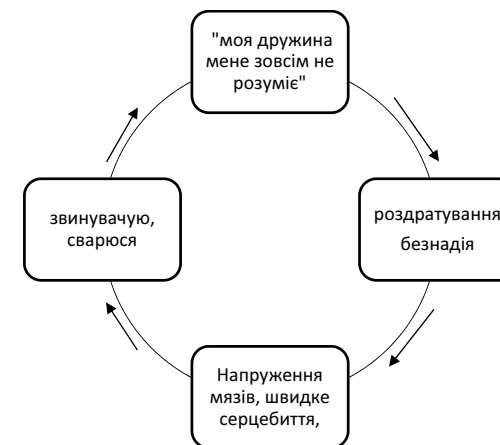 "моя дружина
мене зовсім не
розуміє"
роздратування
безнадія
Напруження
мязів, швидке
серцебиття,
звинувачую,
сварюся